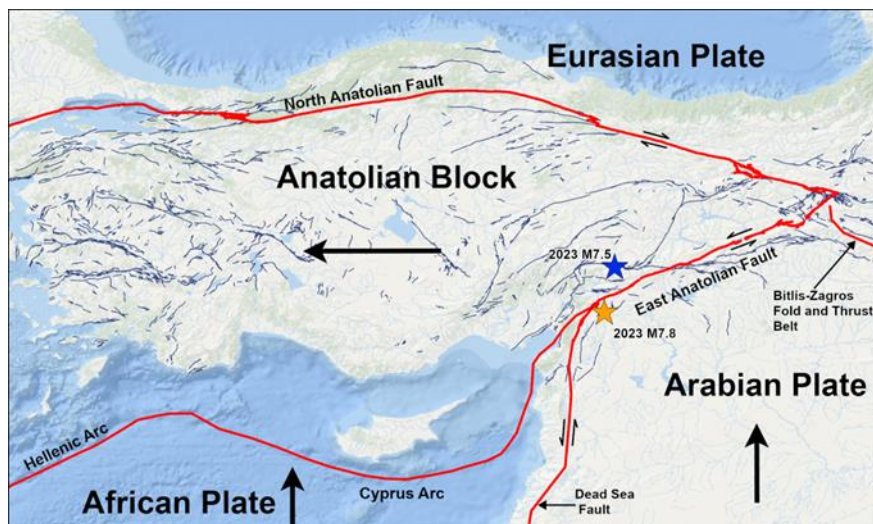 Eurasian Plate
North Anatolian Fault
Anatolian Block
2023 M7.5
East Anatolian Fault
2023 M7.8
Bitlis-Zagros
Fold and Thrust
Belt
Arabian Plate
Hellenic Arc
African Plate
Cyprus Arc
Dead Sea
Fault